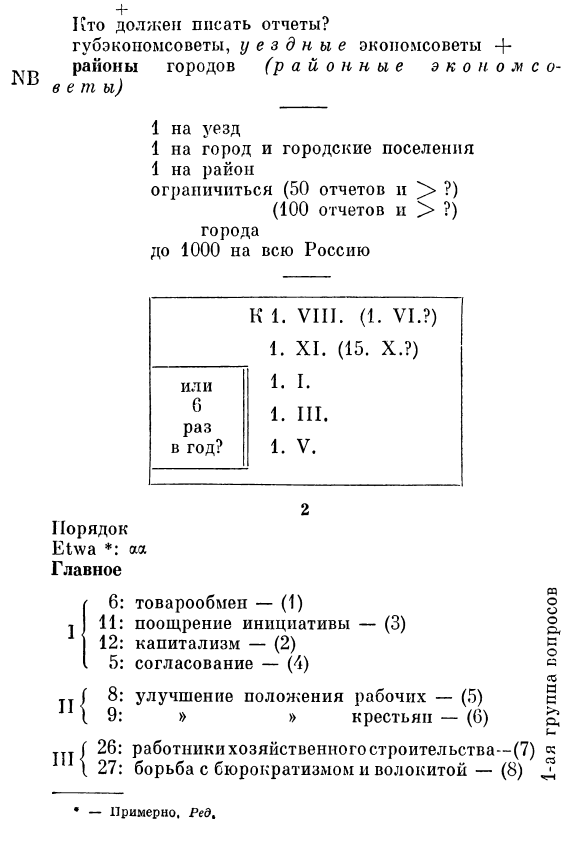 +
Кто должен писать отчеты?
губэкономсоветы, уездные экономсоветы +
районы городов (районные экономсо-
NB
веты)
1 на уезд
1 на город и городские поселения
1 на район
ограничиться (50 отчетов и > ?)
(100 отчетов и > ?)
города
до 1000 на всю Россию
К 1. VIII. (1. VI.?)
1. XI. (15. X.?)
1. I.
1. III.
1. V.
или
6
раз
в год?
2
Порядок
Etwa *: αα
Главное
I
6: товарообмен — (1)
11: поощрение инициативы — (3)
12: капитализм — (2)
5: согласование — (4)
II
8: улучшение положения рабочих — (5)
9: » » крестьян — (6)
III
26: работники хозяйственного строительства — (7)
27: борьба с бюрократизмом и волокитой — (8)
1-ая группа вопросов
* — Примерно. Ред.